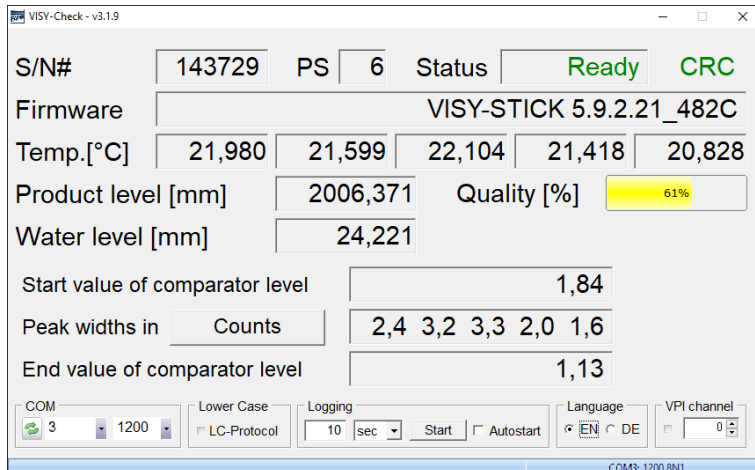 VISY-Check - v3.1.9
S/N# 143729 PS 6 Status Ready CRC
Firmware VISY-STICK 5.9.2.21_482C
Temp.[°C] 21,980 21,599 22,104 21,418 20,828
Product level [mm] 2006,371 Quality [%] 61%
Water level [mm] 24,221
Start value of comparator level 1,84
Peak widths in Counts 2,4 3,2 3,3 2,0 1,6
End value of comparator level 1,13
COM Lower Case Logging Language VPI channel
3 1200 LC-Protocol 10 sec Start Autostart EN DE 0
COM3: 1200,8N1